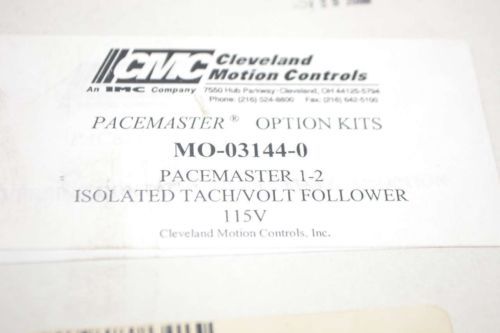 CMC Cleveland
Motion Controls
An IMC Company 7550 Hub Parkway Cleveland, OH 44125-5794
Phone: (216) 524-8800 Fax: (216) 642-5106
PACEMASTER® OPTION KITS
MO-03144-0
PACEMASTER 1-2
ISOLATED TACH/VOLT FOLLOWER
115V
Cleveland Motion Controls, Inc.